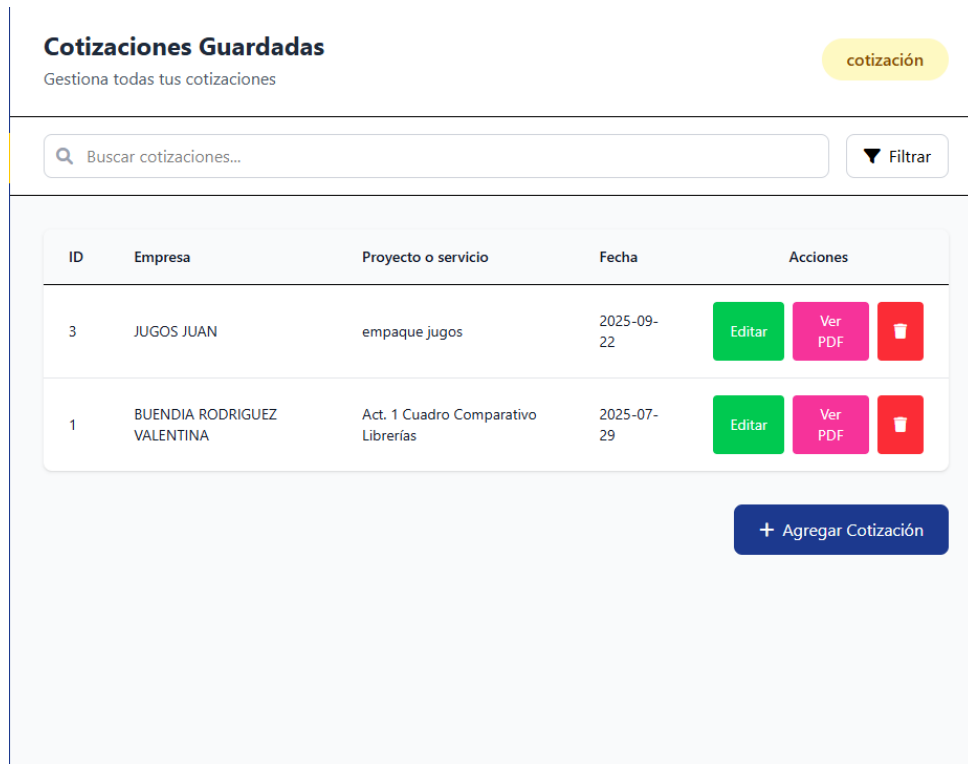 Cotizaciones Guardadas
Gestiona todas tus cotizaciones
cotización
Buscar cotizaciones...
Filtrar
ID Empresa Proyecto o servicio Fecha Acciones
3 JUGOS JUAN empaque jugos 2025-09-
22 Editar Ver
PDF
1 BUENDIA RODRIGUEZ
VALENTINA Act. 1 Cuadro Comparativo
Librerías 2025-07-
29 Editar Ver
PDF
+ Agregar Cotización